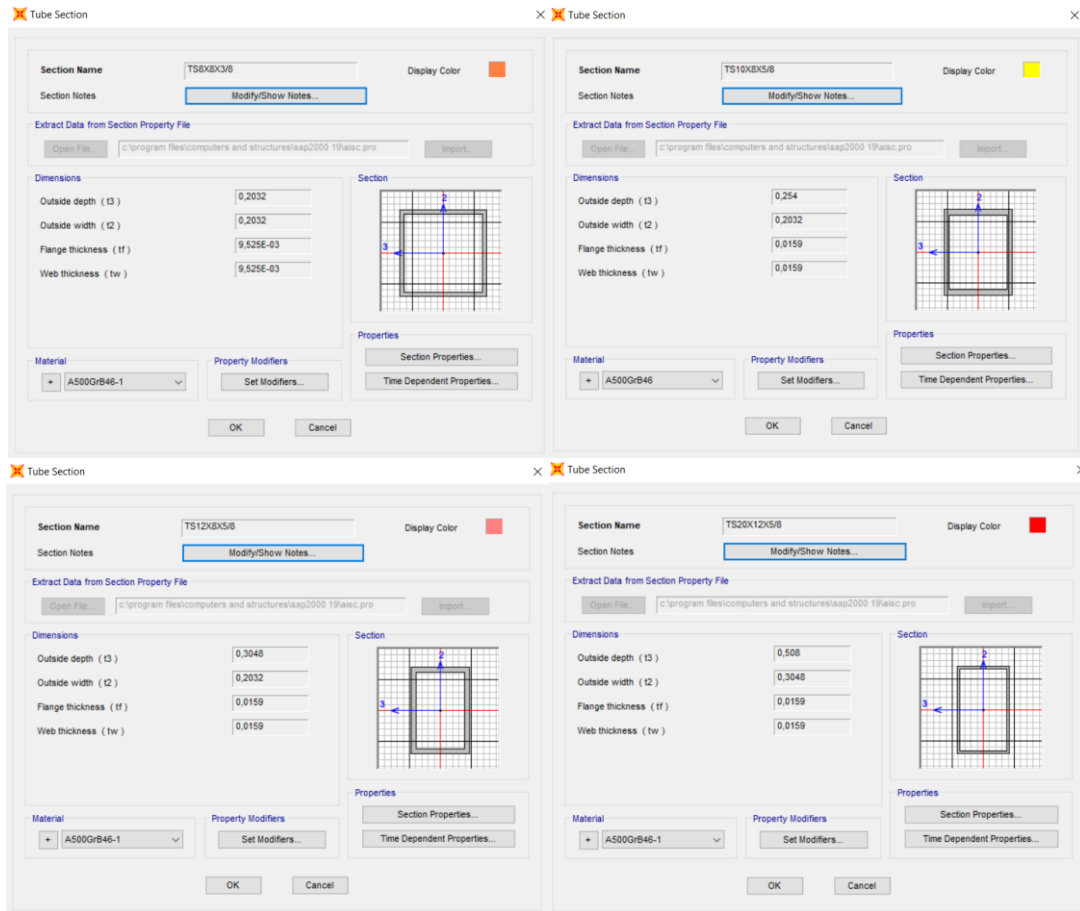 Tube Section
Section Name TS8X8X3/8 Display Color
Section Notes Modify/Show Notes...
Extract Data from Section Property File
Open File... c:\program files\computers and structures\sap2000 19\aisc.pro Import...
Dimensions Section
Outside depth ( t3 ) 0,2032
Outside width ( t2 ) 0,2032
Flange thickness ( tf ) 9,525E-03
Web thickness ( tw ) 9,525E-03
2
3
Properties
Section Properties...
Time Dependent Properties...
Material Property Modifiers
+ A500GrB46-1 Set Modifiers...
OK Cancel
Tube Section
Section Name TS10X8X5/8 Display Color
Section Notes Modify/Show Notes...
Extract Data from Section Property File
Open File... c:\program files\computers and structures\sap2000 19\aisc.pro Import...
Dimensions Section
Outside depth ( t3 ) 0,254
Outside width ( t2 ) 0,2032
Flange thickness ( tf ) 0,0159
Web thickness ( tw ) 0,0159
2
3
Properties
Section Properties...
Time Dependent Properties...
Material Property Modifiers
+ A500GrB46 Set Modifiers...
OK Cancel
Tube Section
Section Name TS12X8X5/8 Display Color
Section Notes Modify/Show Notes...
Extract Data from Section Property File
Open File... c:\program files\computers and structures\sap2000 19\aisc.pro Import...
Dimensions Section
Outside depth ( t3 ) 0,3048
Outside width ( t2 ) 0,2032
Flange thickness ( tf ) 0,0159
Web thickness ( tw ) 0,0159
2
3
Properties
Section Properties...
Time Dependent Properties...
Material Property Modifiers
+ A500GrB46-1 Set Modifiers...
OK Cancel
Tube Section
Section Name TS20X12X5/8 Display Color
Section Notes Modify/Show Notes...
Extract Data from Section Property File
Open File... c:\program files\computers and structures\sap2000 19\aisc.pro Import...
Dimensions Section
Outside depth ( t3 ) 0,508
Outside width ( t2 ) 0,3048
Flange thickness ( tf ) 0,0159
Web thickness ( tw ) 0,0159
2
3
Properties
Section Properties...
Time Dependent Properties...
Material Property Modifiers
+ A500GrB46-1 Set Modifiers...
OK Cancel